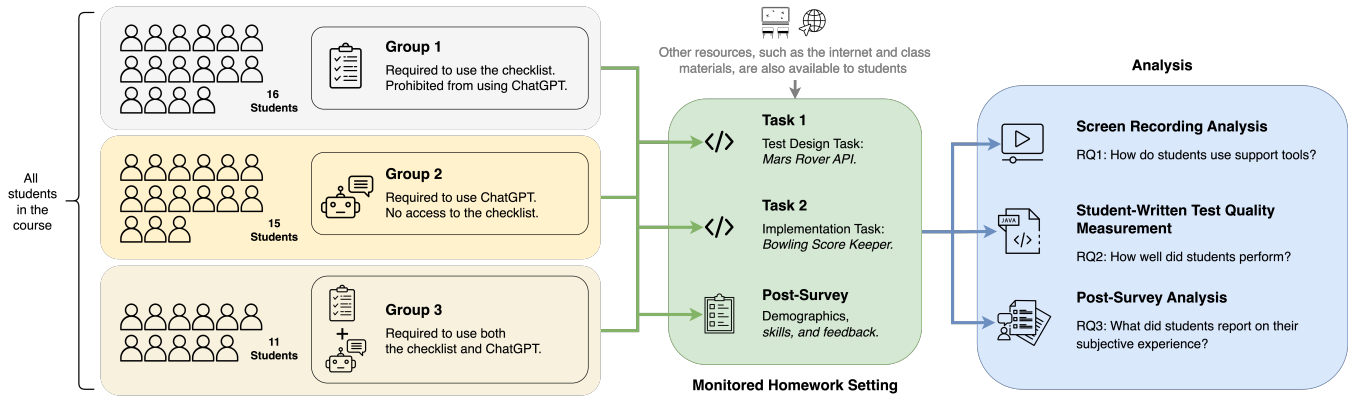 All
students
in the
course
16
Students
Group 1
Required to use the checklist.
Prohibited from using ChatGPT.
15
Students
Group 2
Required to use ChatGPT.
No access to the checklist.
11
Students
Group 3
Required to use both
the checklist and ChatGPT.
Other resources, such as the internet and class
materials, are also available to students
Task 1
Test Design Task:
Mars Rover API.
Task 2
Implementation Task:
Bowling Score Keeper.
Post-Survey
Demographics,
skills, and feedback.
Monitored Homework Setting
Analysis
Screen Recording Analysis
RQ1: How do students use support tools?
JAVA
Student-Written Test Quality
Measurement
RQ2: How well did students perform?
Post-Survey Analysis
RQ3: What did students report on their
subjective experience?